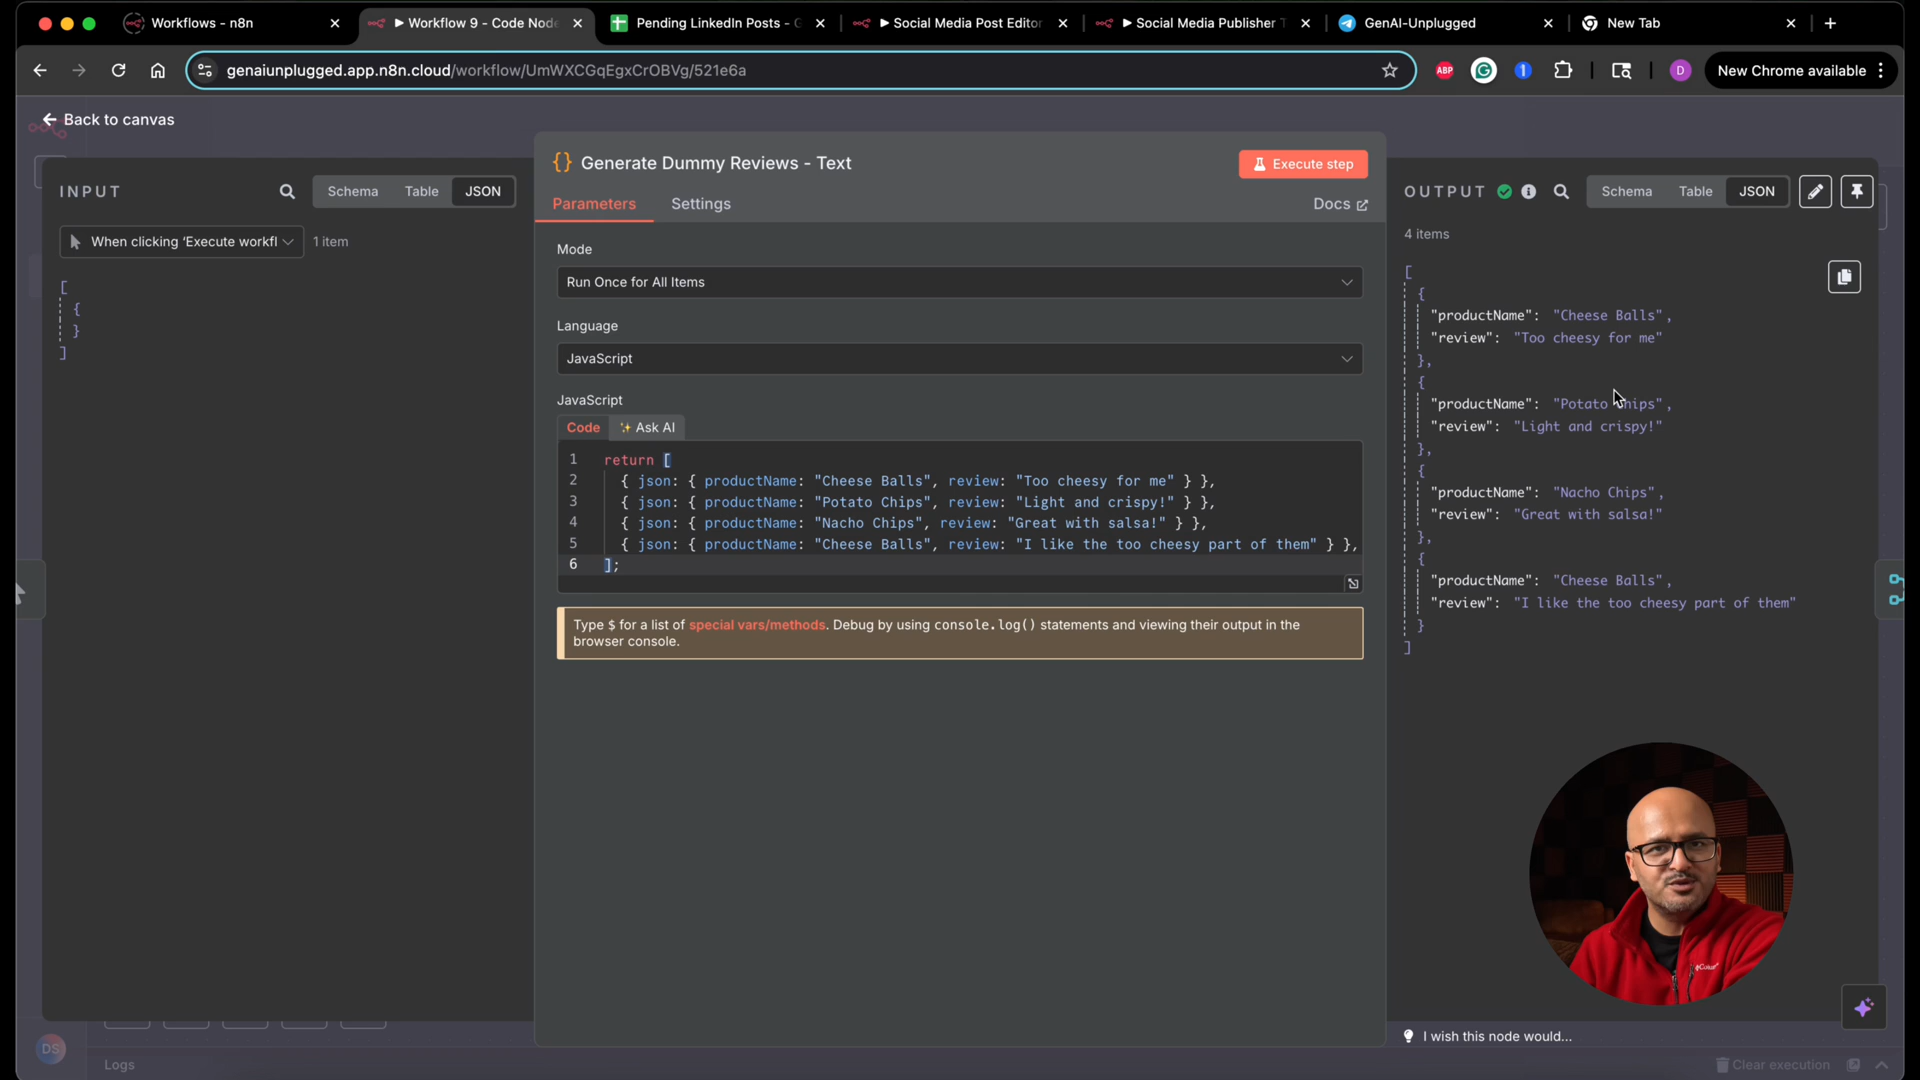 Workflows - n8n
▶ Workflow 9 - Code Node
Pending LinkedIn Posts - G
▶ Social Media Post Editor
▶ Social Media Publisher T
GenAI-Unplugged
New Tab
genaiunplugged.app.n8n.cloud/workflow/UmWXCGqEgxCrOBVg/521e6a
ABP
D
New Chrome available
Back to canvas
INPUT
Schema
Table
JSON
When clicking ‘Execute workfl
1 item
[
{
}
]
{} Generate Dummy Reviews - Text
Execute step
Parameters
Settings
Docs
Mode
Run Once for All Items
Language
JavaScript
JavaScript
Code
Ask AI
1 return [
2 { json: { productName: "Cheese Balls", review: "Too cheesy for me" } },
3 { json: { productName: "Potato Chips", review: "Light and crispy!" } },
4 { json: { productName: "Nacho Chips", review: "Great with salsa!" } },
5 { json: { productName: "Cheese Balls", review: "I like the too cheesy part of them" } },
6 ];
Type $ for a list of special vars/methods. Debug by using console.log() statements and viewing their output in the
browser console.
OUTPUT
Schema
Table
JSON
4 items
[
{
"productName": "Cheese Balls",
"review": "Too cheesy for me"
},
{
"productName": "Potato Chips",
"review": "Light and crispy!"
},
{
"productName": "Nacho Chips",
"review": "Great with salsa!"
},
{
"productName": "Cheese Balls",
"review": "I like the too cheesy part of them"
}
]
I wish this node would...
DS
Logs
Clear execution